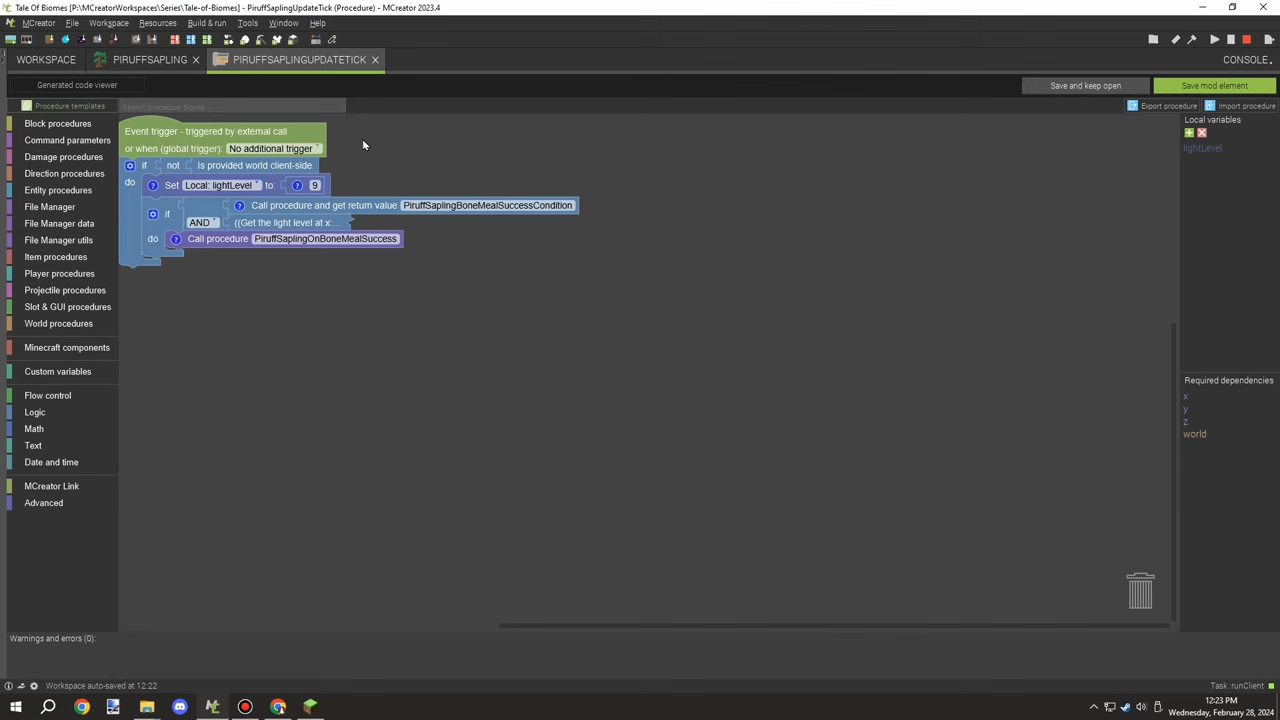 Tale Of Biomes [P:\MCreatorWorkspaces\Series\Tale-of-Biomes] - PiruffSaplingUpdateTick (Procedure) - MCreator 2023.4
MCreator File Workspace Resources Build & run Tools Window Help
WORKSPACE PIRUFFSAPLING PIRUFFSAPLINGUPDATETICK CONSOLE
Generated code viewer Save and keep open Save mod element
Procedure templates Search procedure blocks Export procedure Import procedure
Block procedures
Command parameters
Damage procedures
Direction procedures
Entity procedures
File Manager
File Manager data
File Manager utils
Item procedures
Player procedures
Projectile procedures
Slot & GUI procedures
World procedures
Minecraft components
Custom variables
Flow control
Logic
Math
Text
Date and time
MCreator Link
Advanced
Event trigger - triggered by external call
or when (global trigger): No additional trigger
if not Is provided world client-side
do Set Local: lightLevel to: 9
if Call procedure and get return value PiruffSaplingBoneMealSuccessCondition
AND ((Get the light level at x:...
do Call procedure PiruffSaplingOnBoneMealSuccess
Local variables
lightLevel
Required dependencies
x
y
z
world
Warnings and errors (0):
Workspace auto-saved at 12:22 Task :runClient
12:23 PM
Wednesday, February 28, 2024